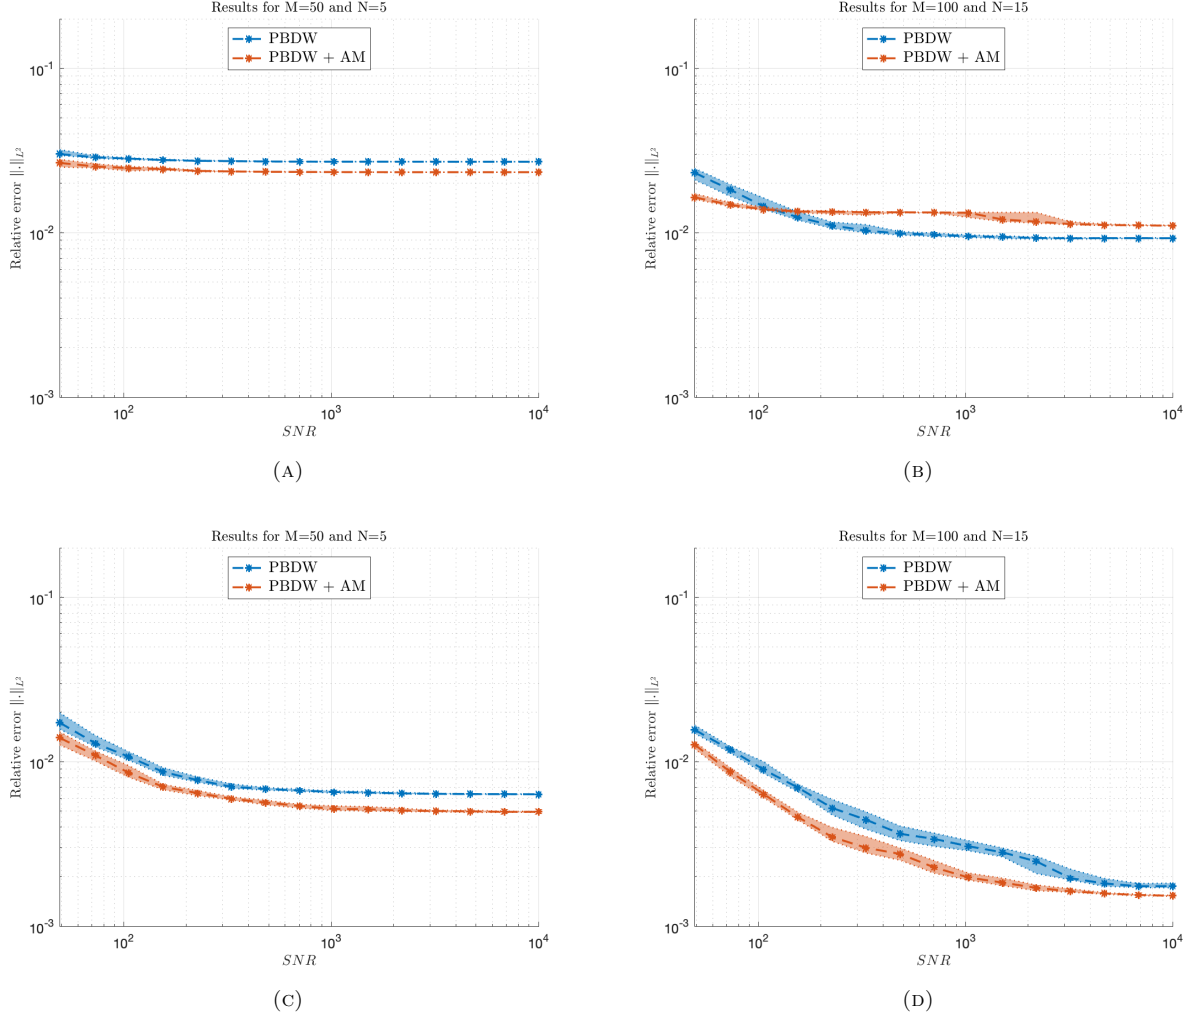 Results for M=50 and N=5
PBDW
PBDW + AM
Relative error ‖.‖_{L^2}
10^{-1}
10^{-2}
10^{-3}
10^2
10^3
10^4
SNR
(A)
Results for M=100 and N=15
PBDW
PBDW + AM
Relative error ‖.‖_{L^2}
10^{-1}
10^{-2}
10^{-3}
10^2
10^3
10^4
SNR
(B)
Results for M=50 and N=5
PBDW
PBDW + AM
Relative error ‖.‖_{L^2}
10^{-1}
10^{-2}
10^{-3}
10^2
10^3
10^4
SNR
(C)
Results for M=100 and N=15
PBDW
PBDW + AM
Relative error ‖.‖_{L^2}
10^{-1}
10^{-2}
10^{-3}
10^2
10^3
10^4
SNR
(D)